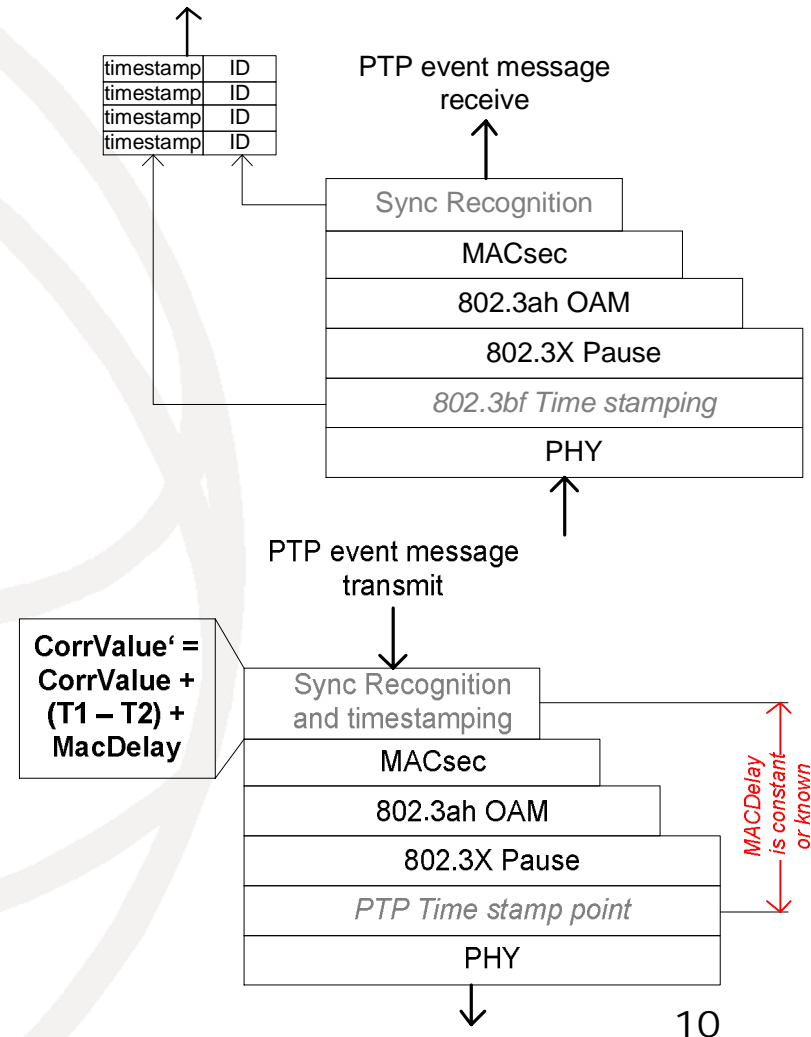 timestamp ID
timestamp ID
timestamp ID
timestamp ID
PTP event message
receive
Sync Recognition
MACsec
802.3ah OAM
802.3X Pause
802.3bf Time stamping
PHY
PTP event message
transmit
CorrValue‘ =
CorrValue +
(T1 – T2) +
MacDelay
Sync Recognition
and timestamping
MACsec
802.3ah OAM
802.3X Pause
PTP Time stamp point
PHY
MACDelay
is constant
or known
10